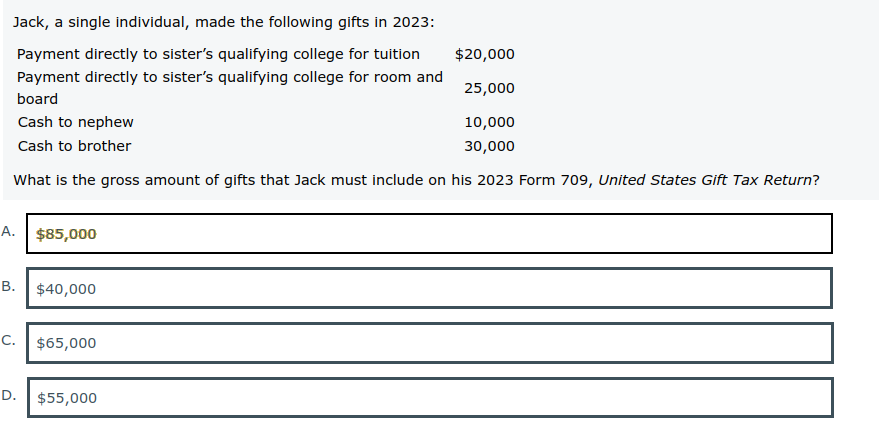 Jack, a single individual, made the following gifts in 2023:
Payment directly to sister’s qualifying college for tuition $20,000
Payment directly to sister’s qualifying college for room and
board 25,000
Cash to nephew 10,000
Cash to brother 30,000
What is the gross amount of gifts that Jack must include on his 2023 Form 709, United States Gift Tax Return?
A. $85,000
B. $40,000
C. $65,000
D. $55,000